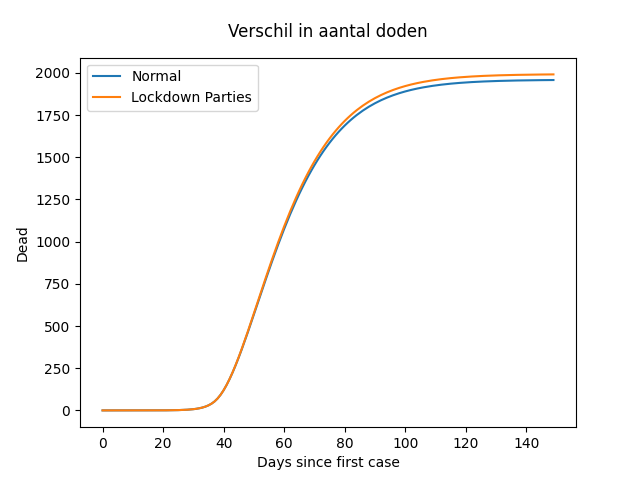 Verschil in aantal doden
Normal
Lockdown Parties
2000
1750
1500
1250
1000
750
500
250
0
Dead
0 20 40 60 80 100 120 140
Days since first case